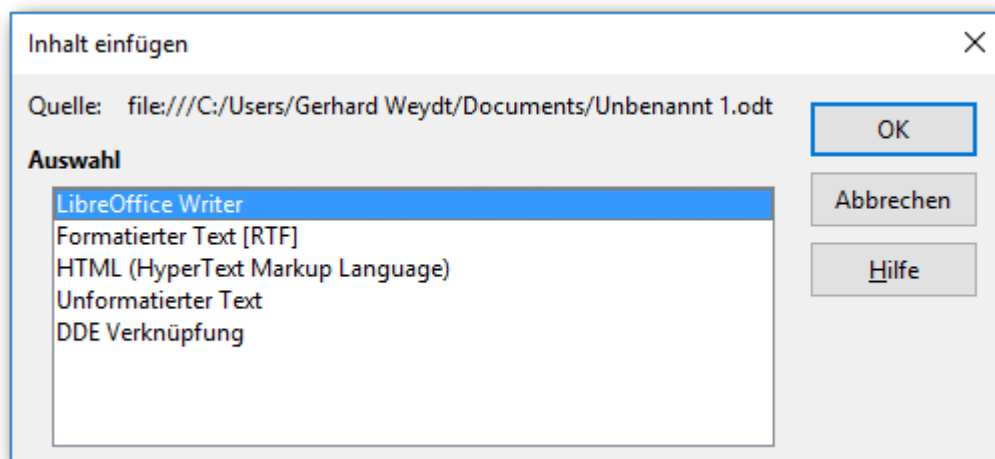 Inhalt einfügen
Quelle: file:///C:/Users/Gerhard Weydt/Documents/Unbenannt 1.odt
OK
Auswahl
LibreOffice Writer
Abbrechen
Formatierter Text [RTF]
HTML (HyperText Markup Language)
Hilfe
Unformatierter Text
DDE Verknüpfung